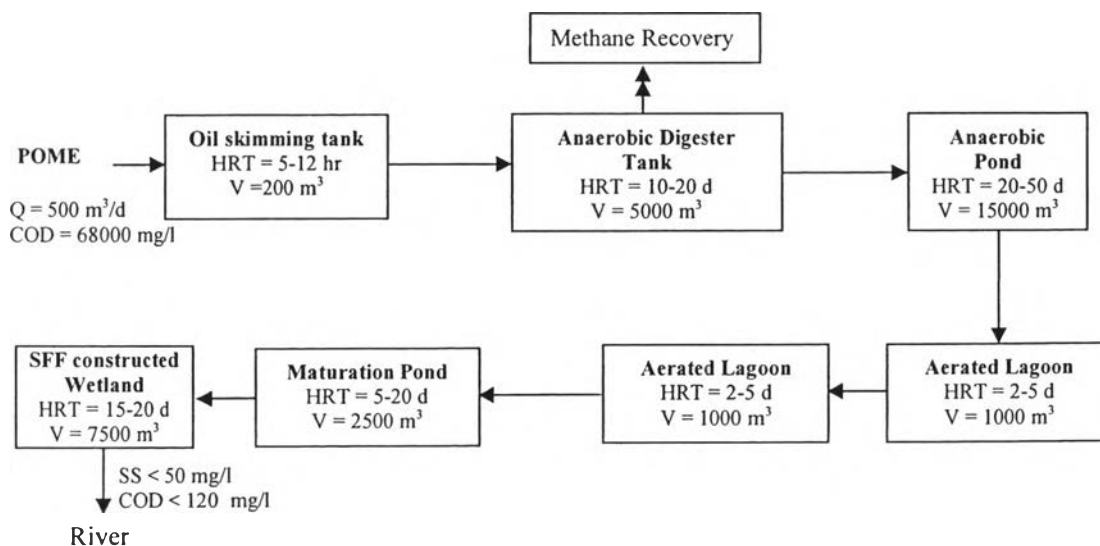 Methane Recovery
POME
Q = 500 m³/d
COD = 68000 mg/l
Oil skimming tank
HRT = 5-12 hr
V =200 m³
Anaerobic Digester
Tank
HRT = 10-20 d
V = 5000 m³
Anaerobic
Pond
HRT = 20-50 d
V = 15000 m³
Aerated Lagoon
HRT = 2-5 d
V = 1000 m³
Aerated Lagoon
HRT = 2-5 d
V = 1000 m³
Maturation Pond
HRT = 5-20 d
V = 2500 m³
SFF constructed
Wetland
HRT = 15-20 d
V = 7500 m³
SS < 50 mg/l
COD < 120 mg/l
River